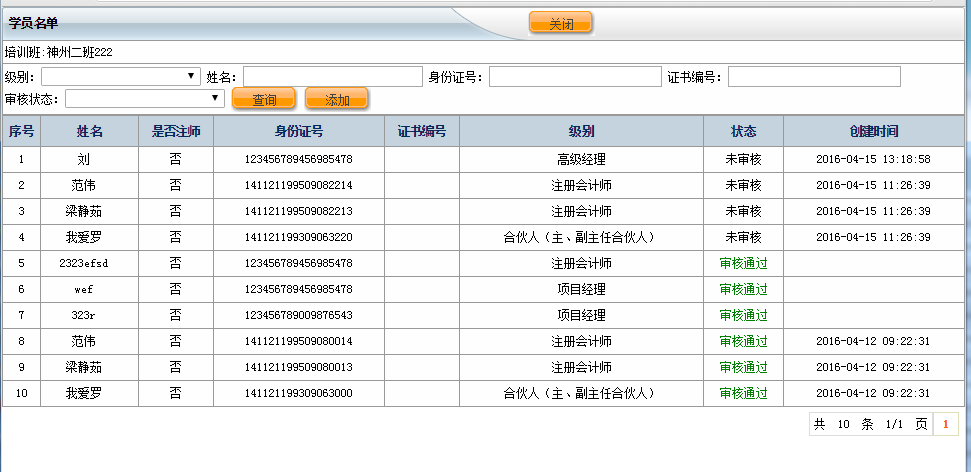 学员名单 关闭
培训班:神州二班222
级别: 姓名: 身份证号: 证书编号:
审核状态: 查询 添加
序号 姓名 是否注师 身份证号 证书编号 级别 状态 创建时间
1 刘 否 123456789456985478 高级经理 未审核 2016-04-15 13:18:58
2 范伟 否 141121199509082214 注册会计师 未审核 2016-04-15 11:26:39
3 梁静茹 否 141121199509082213 注册会计师 未审核 2016-04-15 11:26:39
4 我爱罗 否 141121199309063220 合伙人（主、副主任合伙人） 未审核 2016-04-15 11:26:39
5 2323efsd 否 123456789456985478 注册会计师 审核通过
6 wef 否 123456789456985478 项目经理 审核通过
7 323r 否 123456789009876543 项目经理 审核通过
8 范伟 否 141121199509080014 注册会计师 审核通过 2016-04-12 09:22:31
9 梁静茹 否 141121199509080013 注册会计师 审核通过 2016-04-12 09:22:31
10 我爱罗 否 141121199309063000 合伙人（主、副主任合伙人） 审核通过 2016-04-12 09:22:31
共 10 条 1/1 页 1